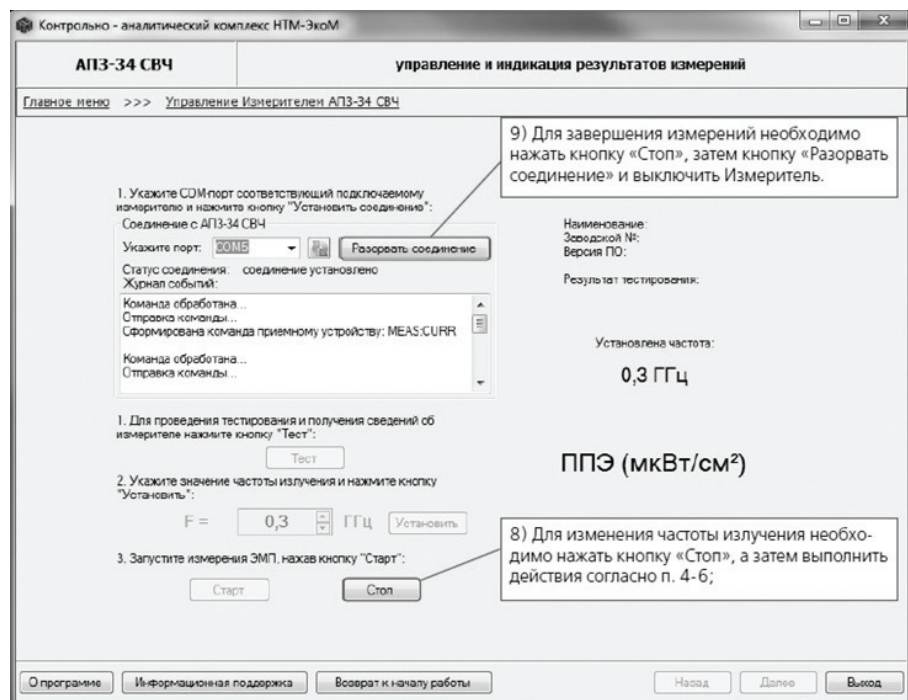 Контрольно - аналитический комплекс НТМ-ЭкоМ
АПЗ-34 СВЧ
управление и индикация результатов измерений
Главное меню >>> Управление Измерителем АПЗ-34 СВЧ
9) Для завершения измерений необходимо
нажать кнопку «Стоп», затем кнопку «Разорвать
соединение» и выключить Измеритель.
1. Укажите COM-порт соответствующий подключаемому
измерителю и нажмите кнопку "Установить соединение":
Соединение с АПЗ-34 СВЧ
Укажите порт: COM5 Разорвать соединение
Статус соединения: соединение установлено
Журнал событий:
Команда обработана...
Отправка команды...
Сформирована команда приемному устройству: MEAS:CURR
Команда обработана...
Отправка команды...
Наименование:
Заводской №:
Версия ПО:
Результат тестирования:
Установлена частота:
0,3 ГГц
1. Для проведения тестирования и получения сведений об
измерителе нажмите кнопку "Тест":
Тест
ППЭ (мкВт/см²)
2. Укажите значение частоты излучения и нажмите кнопку
"Установить":
F = 0,3 ГГц Установить
3. Запустите измерения ЭМП, нажав кнопку "Старт":
Старт Стоп
8) Для изменения частоты излучения необхо-
димо нажать кнопку «Стоп», а затем выполнить
действия согласно п. 4-6;
О программе Информационная поддержка Возврат к началу работы Назад Далее Выход